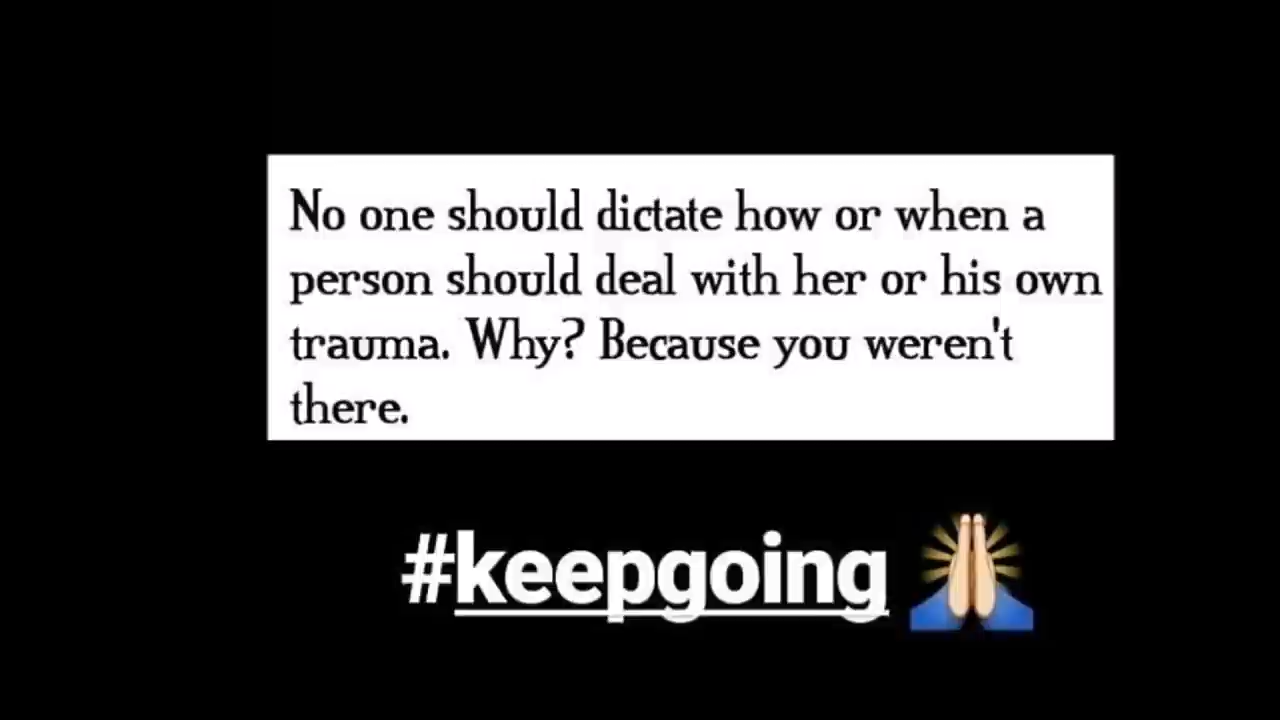 No one should dictate how or when a
person should deal with her or his own
trauma. Why? Because you weren't
there.
#keepgoing 🙏